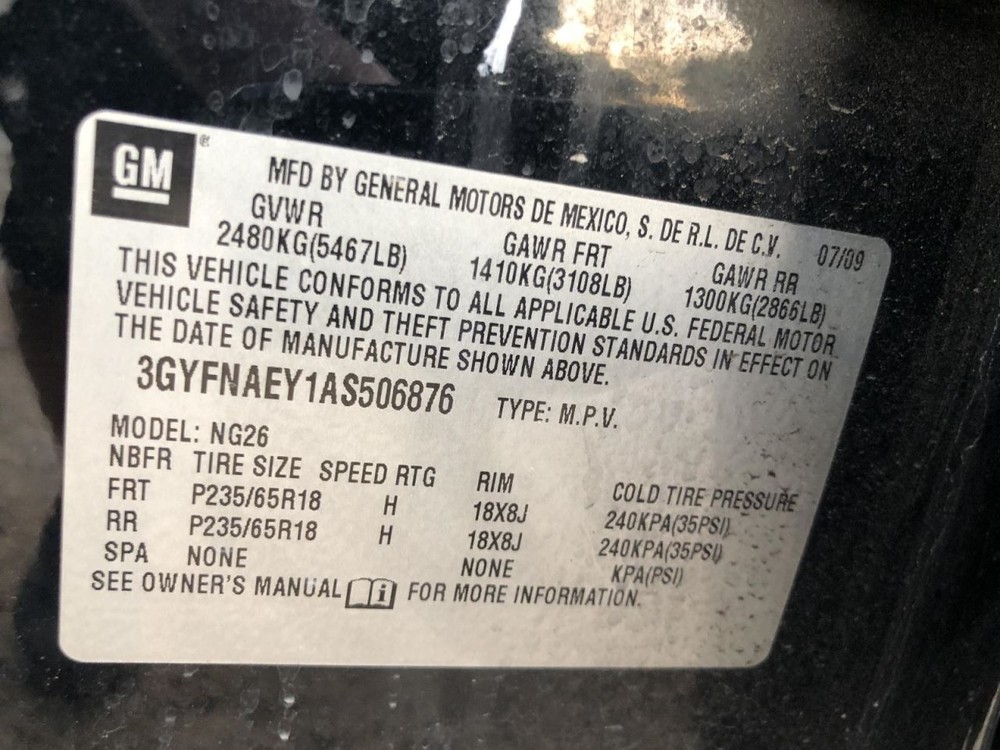 GM ®
MFD BY GENERAL MOTORS DE MEXICO, S. DE R.L. DE C.V. 07/09
GVWR GAWR FRT GAWR RR
2480KG(5467LB) 1410KG(3108LB) 1300KG(2866LB)
THIS VEHICLE CONFORMS TO ALL APPLICABLE U.S. FEDERAL MOTOR
VEHICLE SAFETY AND THEFT PREVENTION STANDARDS IN EFFECT ON
THE DATE OF MANUFACTURE SHOWN ABOVE.
3GYFNAEY1AS506876 TYPE: M.P.V.
MODEL: NG26
NBFR TIRE SIZE SPEED RTG RIM COLD TIRE PRESSURE
FRT P235/65R18 H 18X8J 240KPA(35PSI)
RR P235/65R18 H 18X8J 240KPA(35PSI)
SPA NONE NONE KPA(PSI)
SEE OWNER'S MANUAL i FOR MORE INFORMATION.